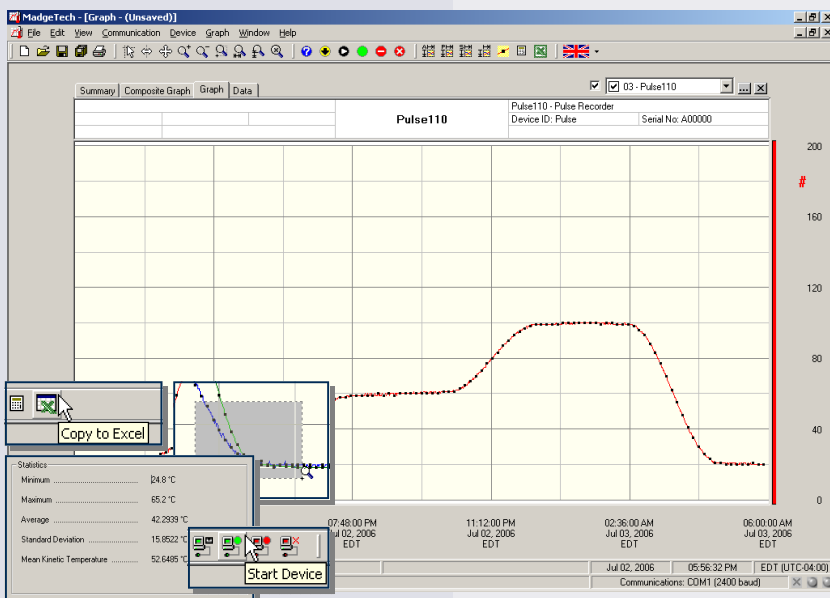 MadgeTech - [Graph - (Unsaved)]
File Edit View Communication Device Graph Window Help
Summary Composite Graph Graph Data
03 - Pulse110
...
Pulse110
Pulse110 - Pulse Recorder
Device ID: Pulse Serial No: A00000
200
#
160
120
80
40
0
Copy to Excel
Statistics
Minimum 24.8 °C
Maximum 65.2 °C
Average 42.2939 °C
Standard Deviation 15.8522 °C
Mean Kinetic Temperature 52.6485 °C
Start Device
07:48:00 PM 11:12:00 PM 02:36:00 AM 06:00:00 AM
Jul 02, 2006 Jul 02, 2006 Jul 03, 2006 Jul 03, 2006
EDT EDT EDT EDT
Jul 02, 2006 05:56:32 PM EDT (UTC-04:00)
Communications: COM1 (2400 baud)